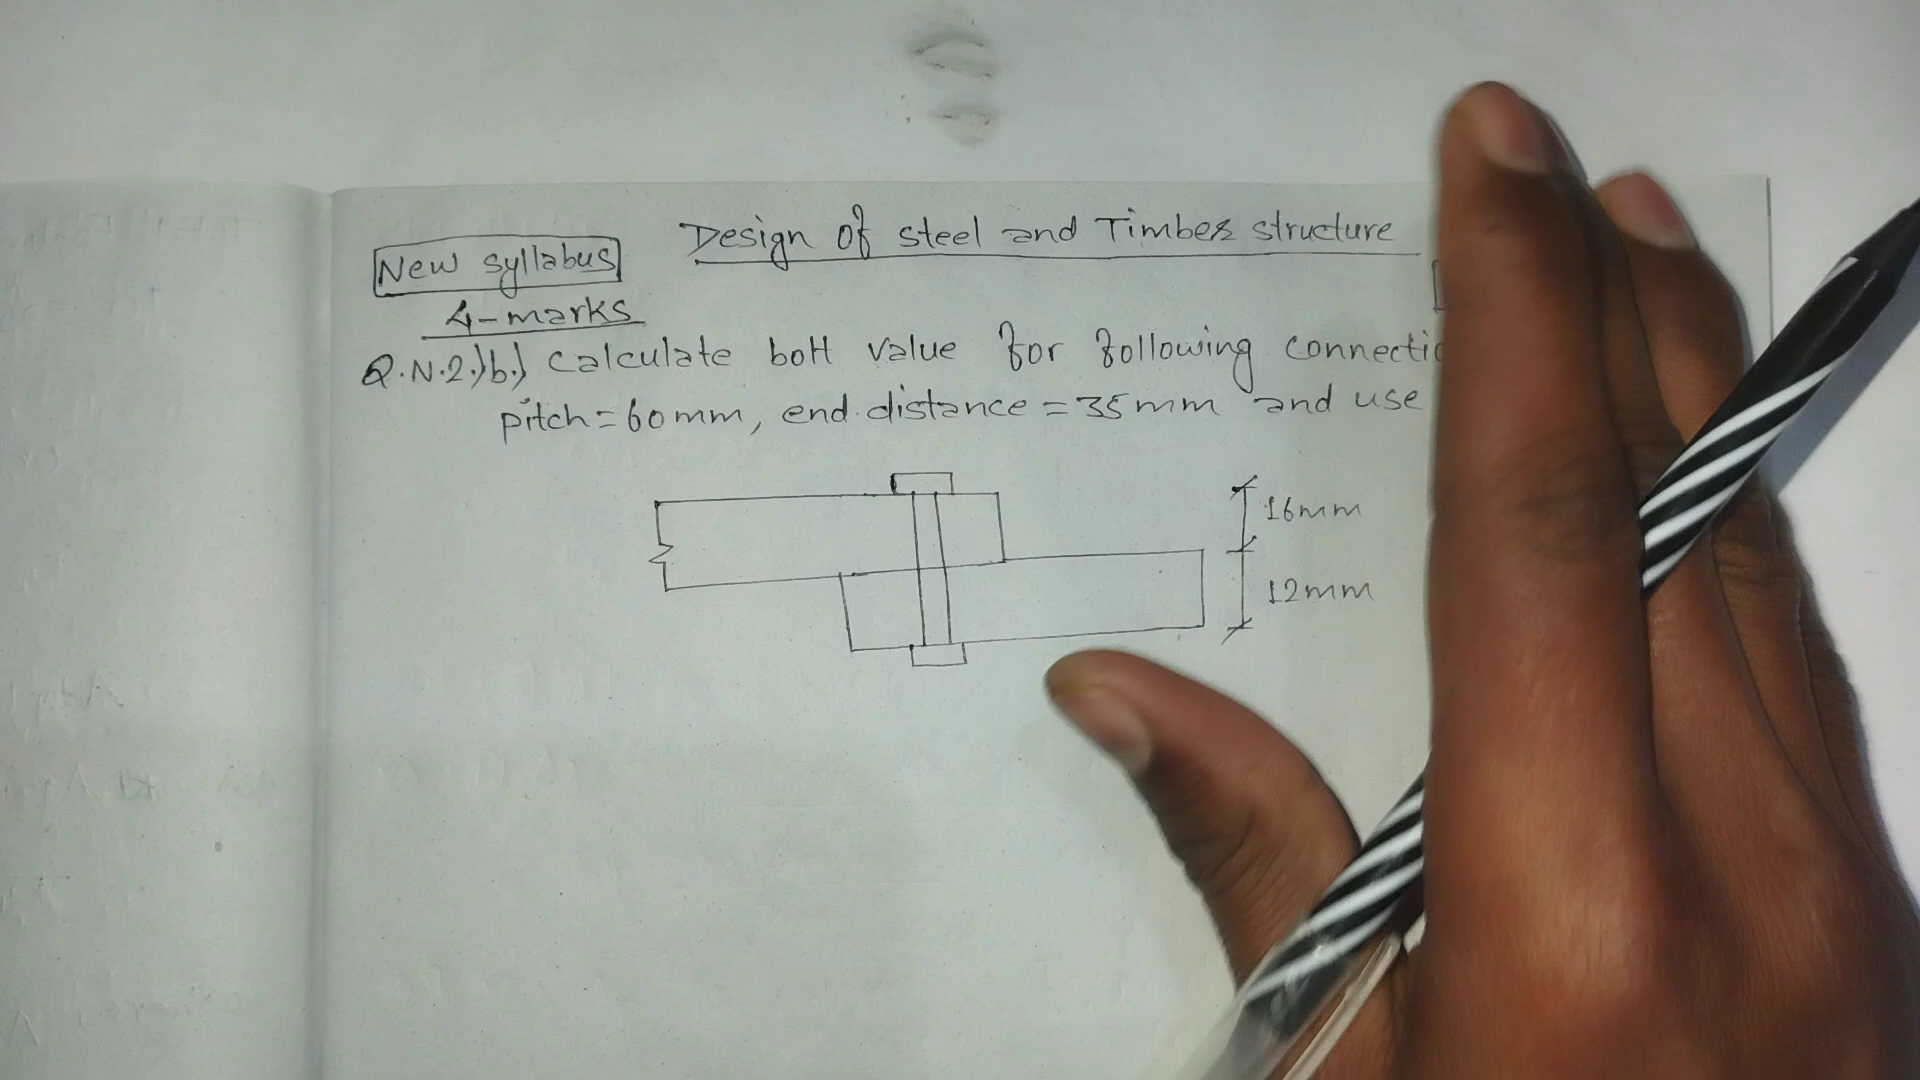 Design of steel and Timber structure
New syllabus
4-marks
Q.N.2.)b.) Calculate bolt value for following
pitch = 60mm, end distance = 35mm and use
16mm
12mm